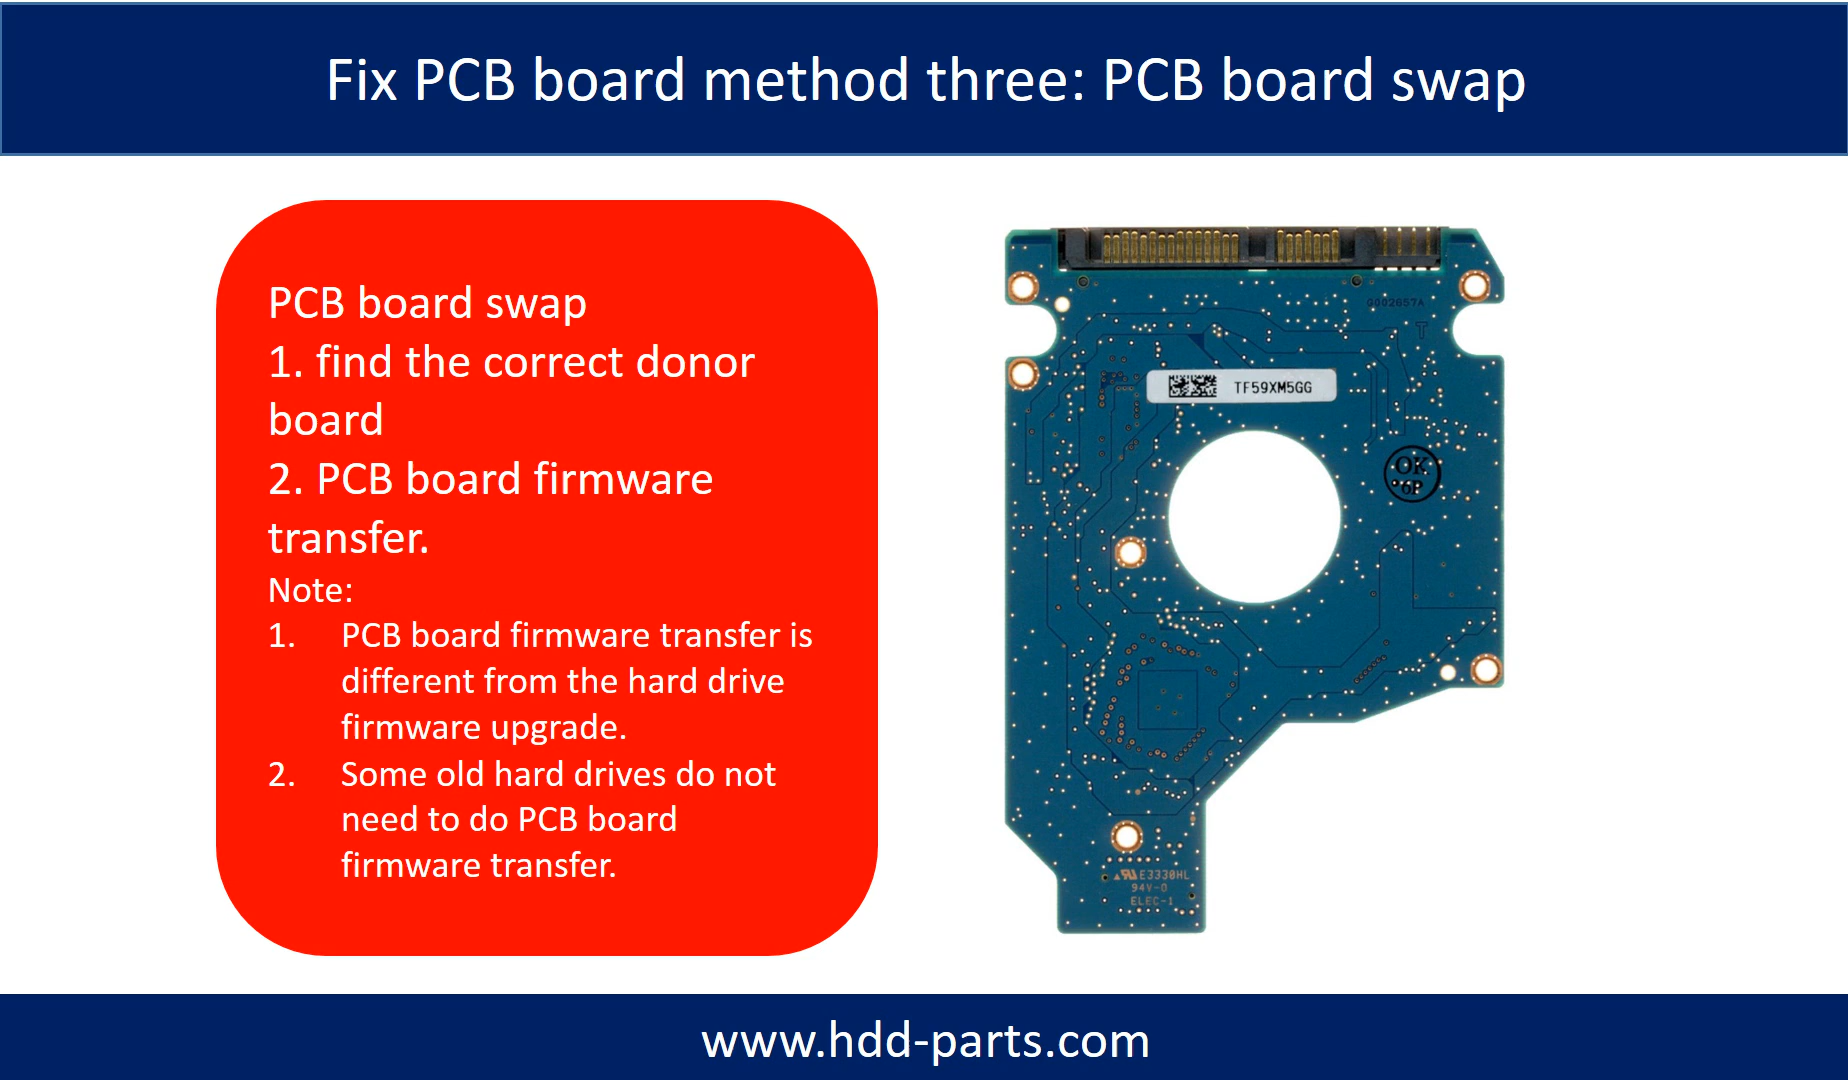 Fix PCB board method three: PCB board swap
PCB board swap
1. find the correct donor
board
2. PCB board firmware
transfer.
Note:
1. PCB board firmware transfer is
different from the hard drive
firmware upgrade.
2. Some old hard drives do not
need to do PCB board
firmware transfer.
G002657A
T
TF59XM5GG
OK
6P
E3330HL
94V-0
ELEC-1
www.hdd-parts.com